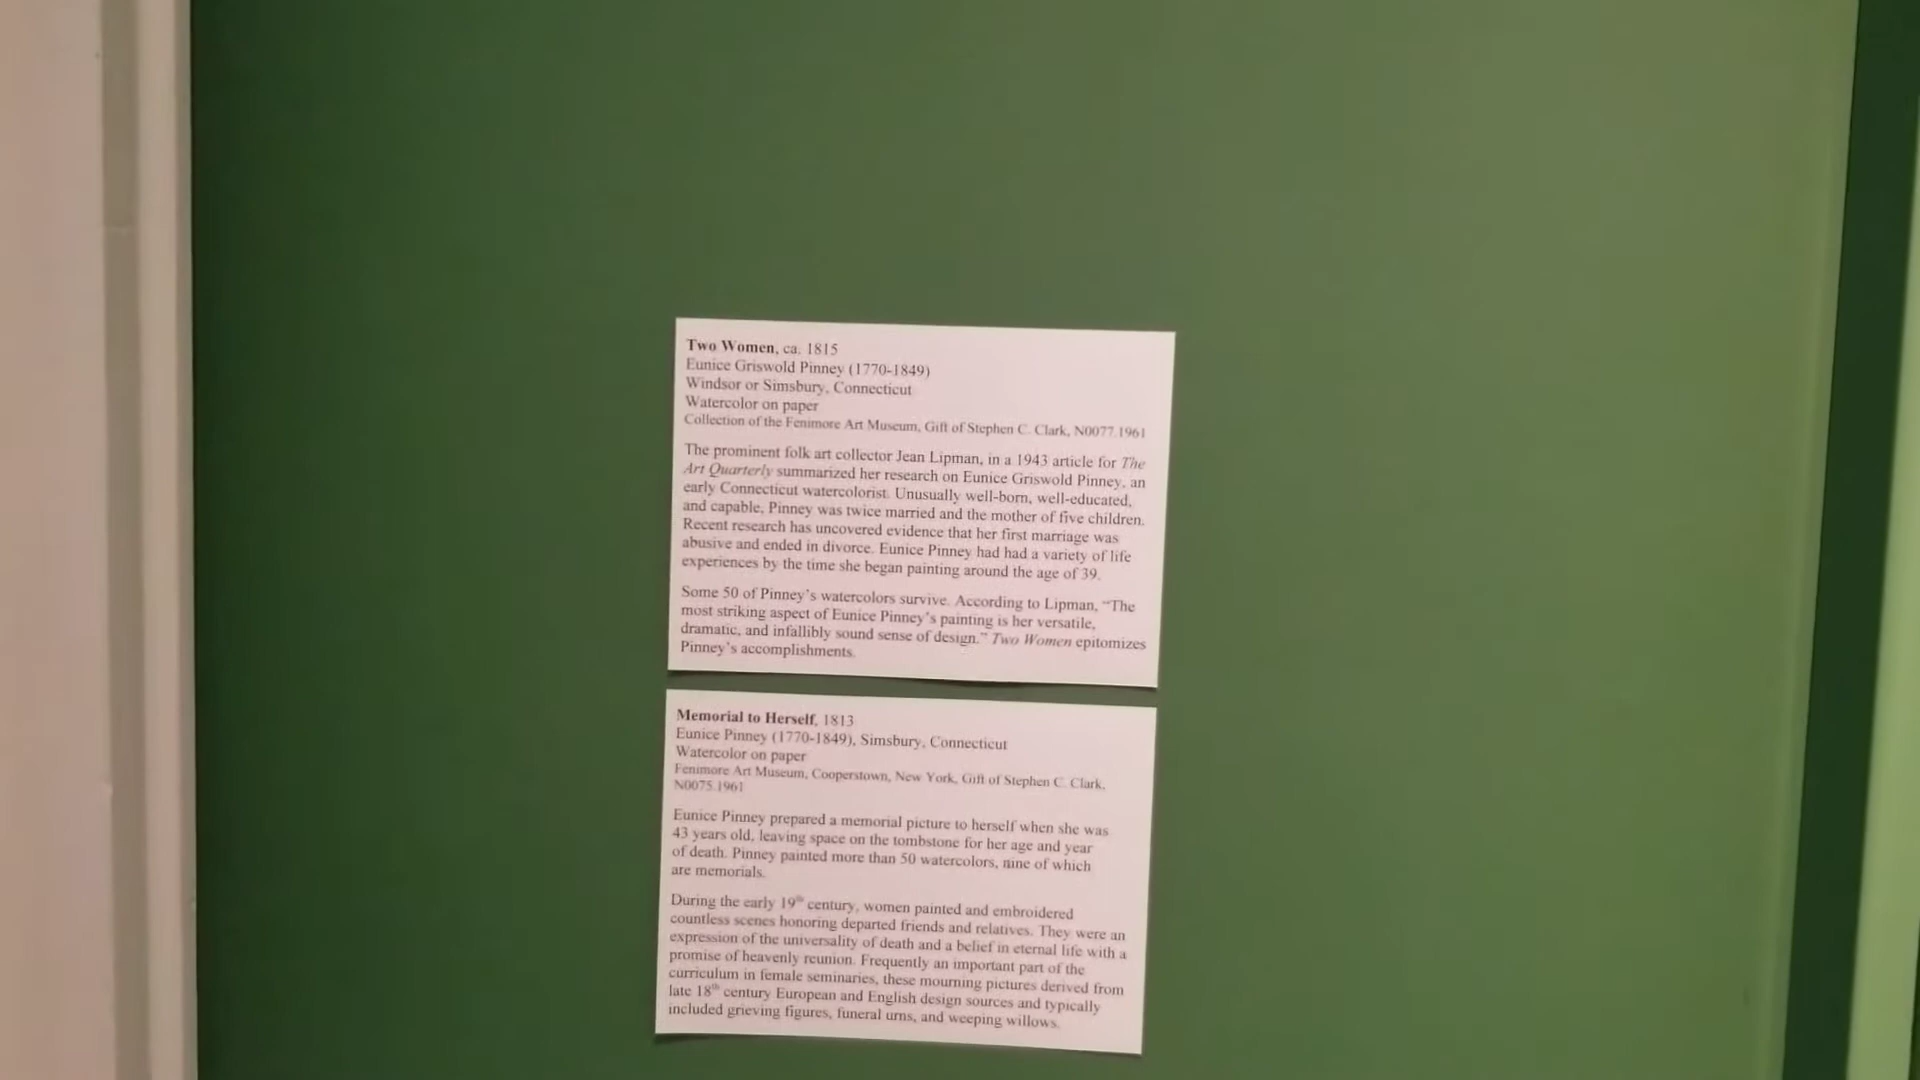 Two Women, ca. 1815
Eunice Griswold Pinney (1770-1849)
Windsor or Simsbury, Connecticut
Watercolor on paper
Collection of the Fenimore Art Museum, Gift of Stephen C. Clark, N0077.1961
The prominent folk art collector Jean Lipman, in a 1943 article for The
Art Quarterly summarized her research on Eunice Griswold Pinney, an
early Connecticut watercolorist. Unusually well-born, well-educated,
and capable, Pinney was twice married and the mother of five children.
Recent research has uncovered evidence that her first marriage was
abusive and ended in divorce. Eunice Pinney had had a variety of life
experiences by the time she began painting around the age of 39.
Some 50 of Pinney's watercolors survive. According to Lipman, "The
most striking aspect of Eunice Pinney's painting is her versatile,
dramatic, and infallibly sound sense of design." Two Women epitomizes
Pinney's accomplishments.
Memorial to Herself, 1813
Eunice Pinney (1770-1849), Simsbury, Connecticut
Watercolor on paper
Fenimore Art Museum, Cooperstown, New York, Gift of Stephen C. Clark,
N0075.1961
Eunice Pinney prepared a memorial picture to herself when she was
43 years old, leaving space on the tombstone for her age and year
of death. Pinney painted more than 50 watercolors, nine of which
are memorials.
During the early 19th century, women painted and embroidered
countless scenes honoring departed friends and relatives. They were an
expression of the universality of death and a belief in eternal life with a
promise of heavenly reunion. Frequently an important part of the
curriculum in female seminaries, these mourning pictures derived from
late 18th century European and English design sources and typically
included grieving figures, funeral urns, and weeping willows.